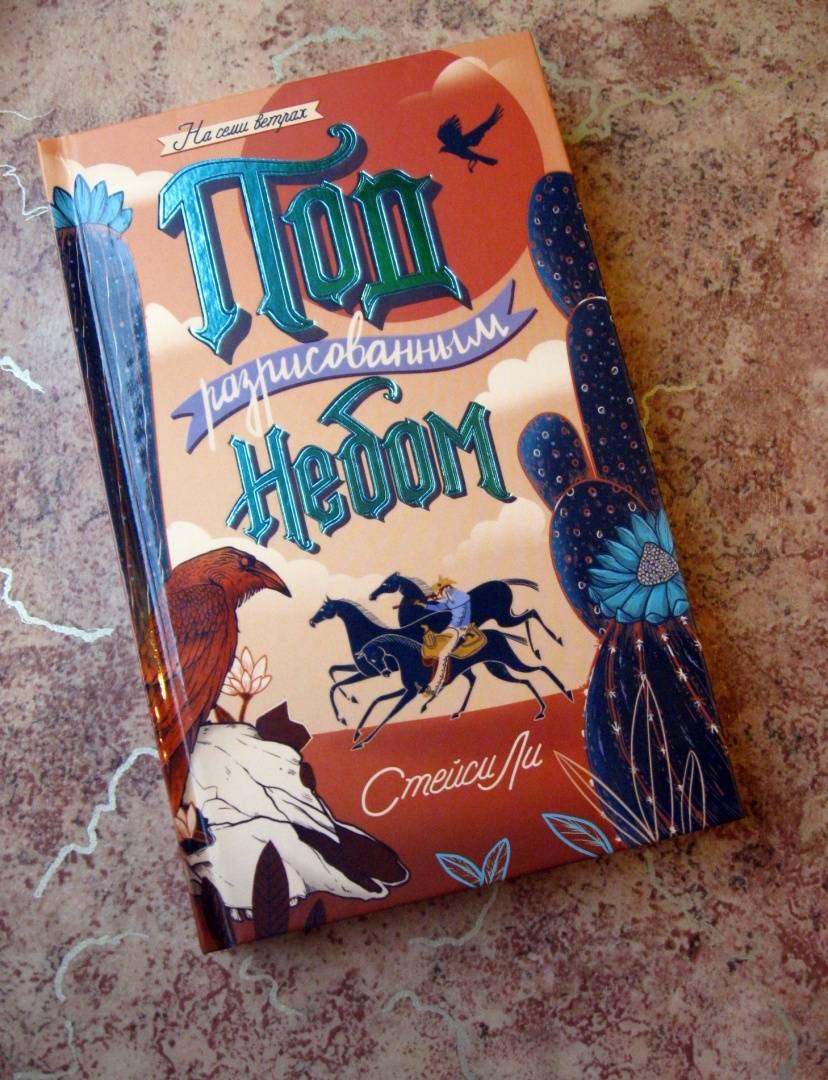 На семи ветрах
Под
разрисованным
Небом
Стейси Ли